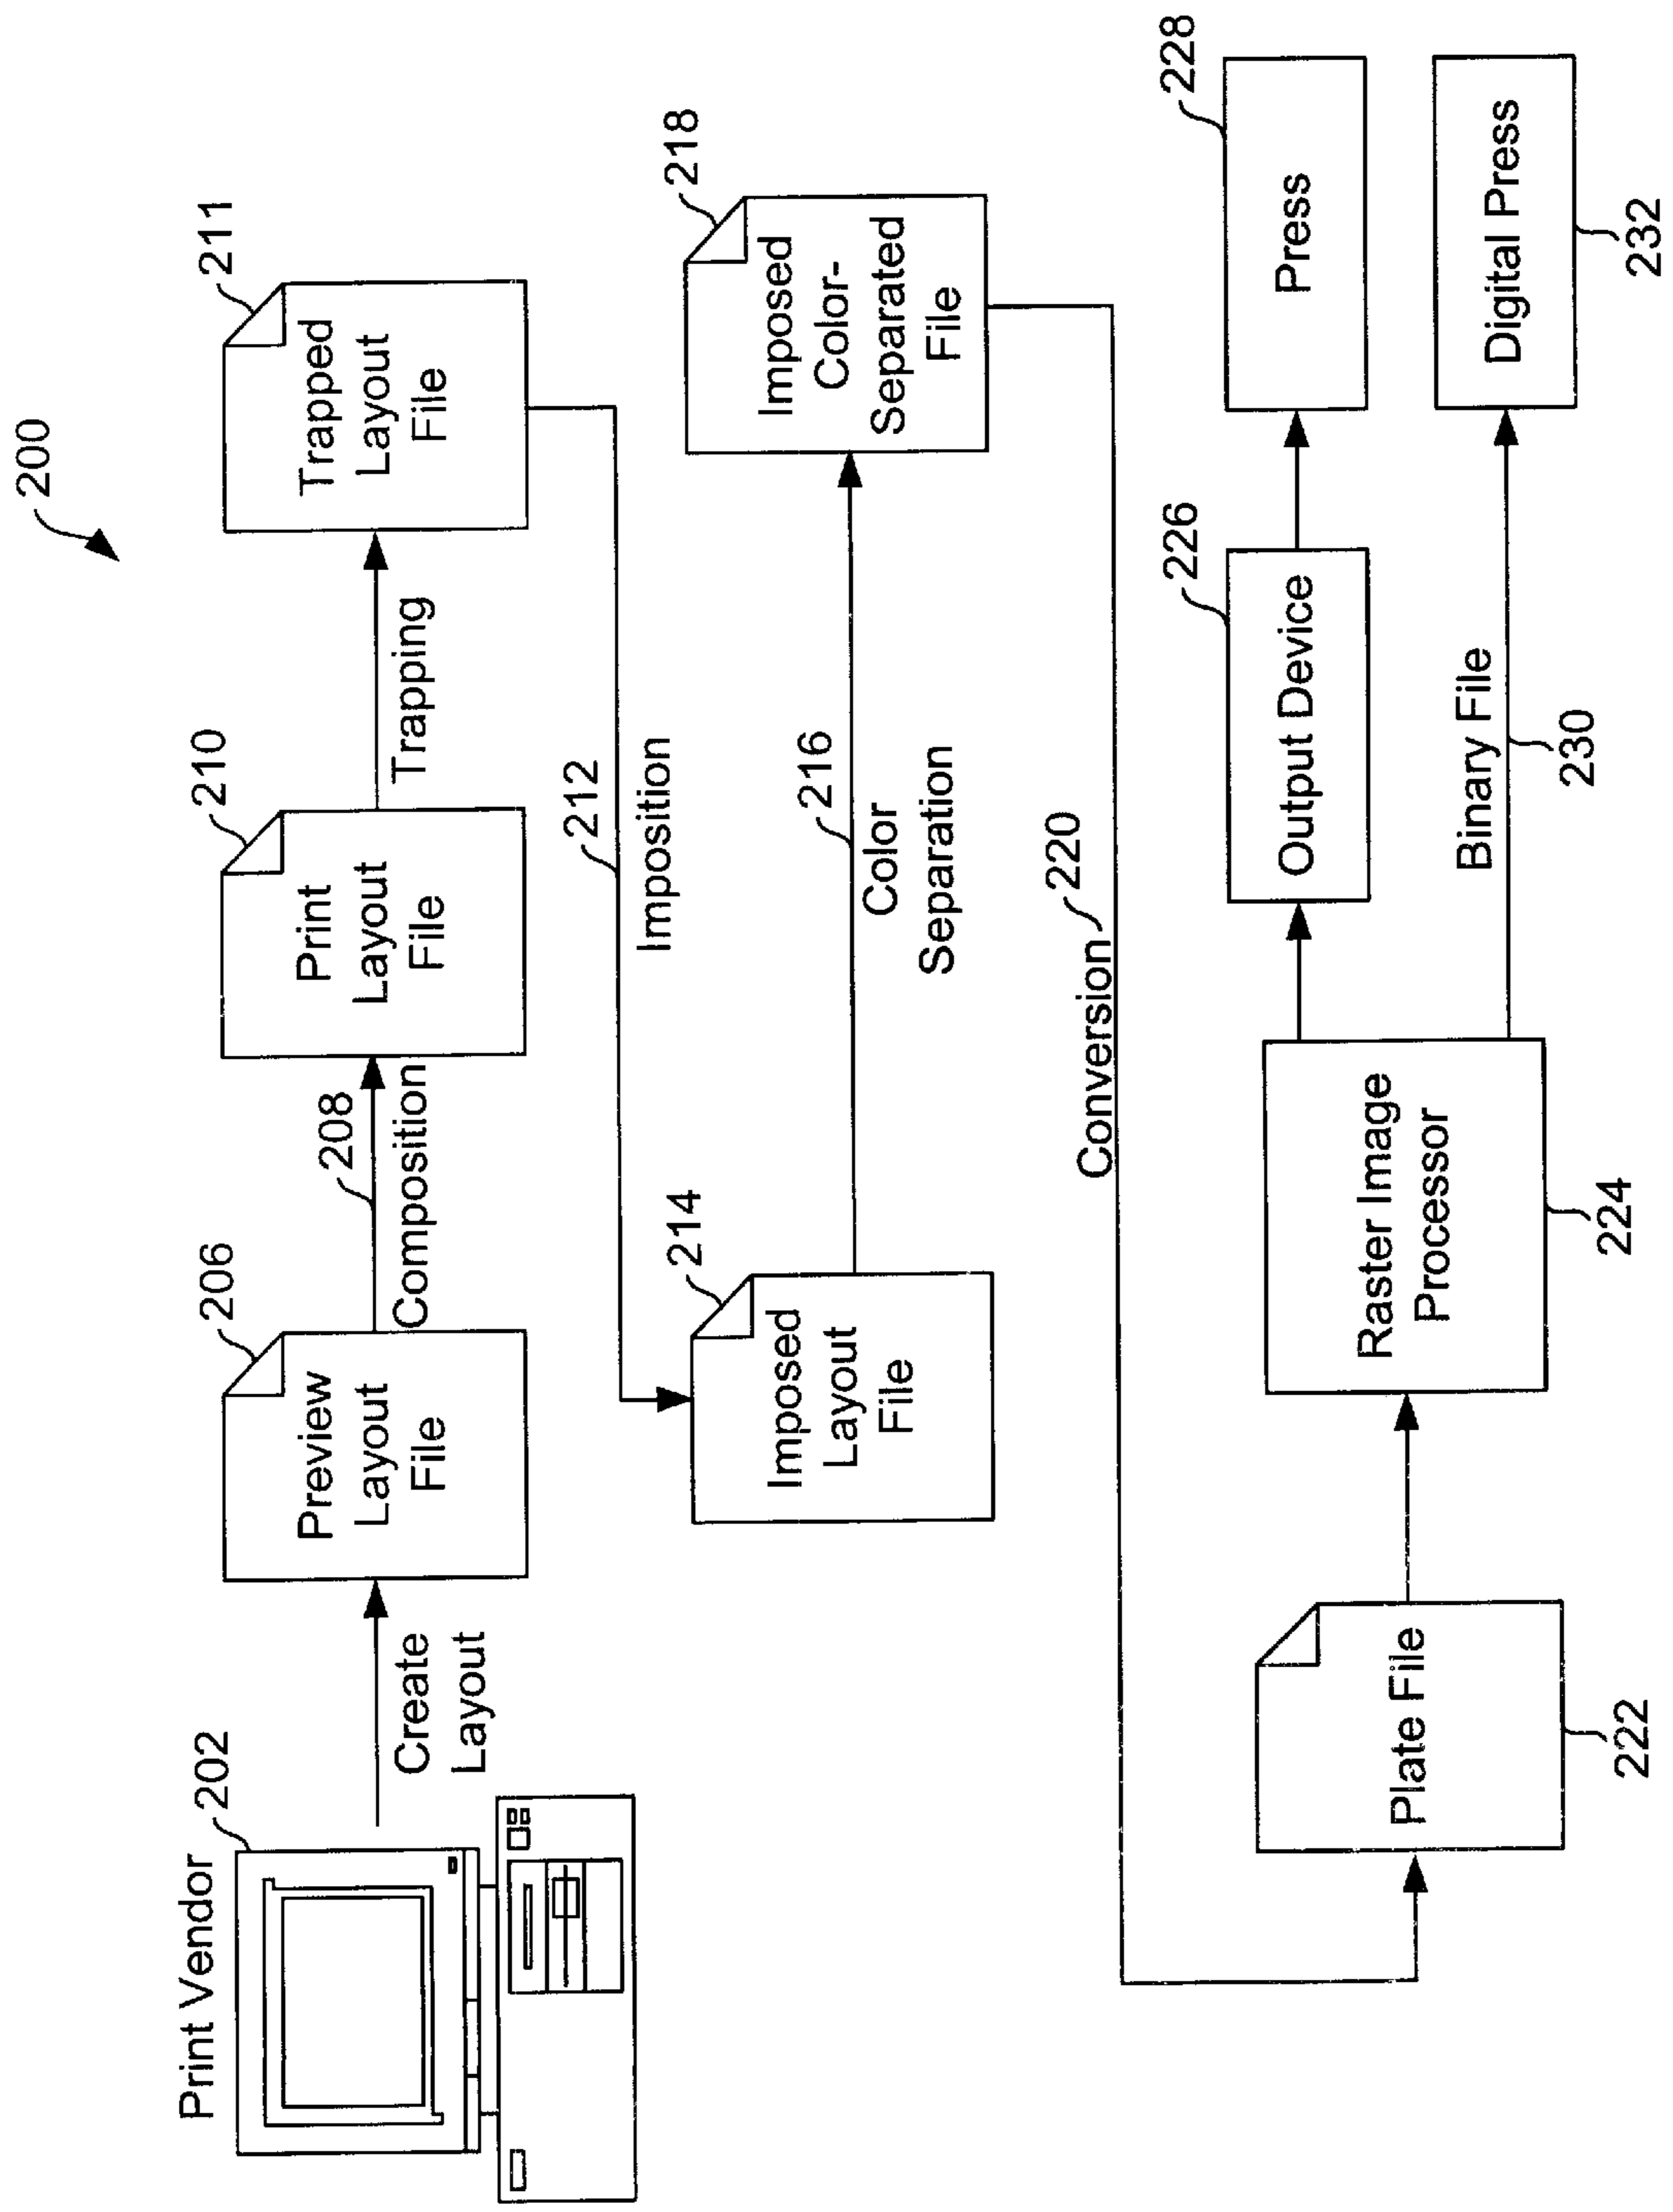 200
Print Vendor
202
Create
Layout
206
Preview
Layout
File
208
Composition
210
Print
Layout
File
Trapping
211
Trapped
Layout
File
212
Imposition
214
Imposed
Layout
File
216
Color
Separation
218
Imposed
Color-
Separated
File
Conversion
220
Plate File
222
Raster Image
Processor
224
226
Output Device
228
Press
Binary File
230
Digital Press
232